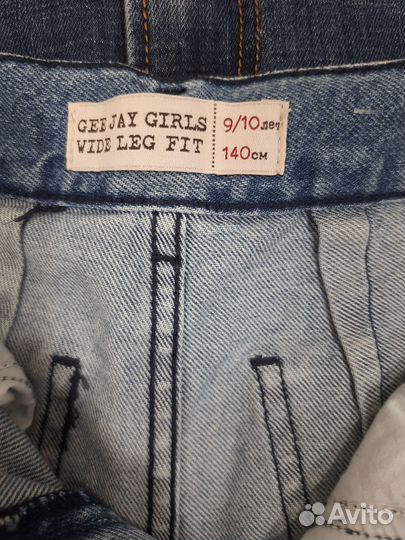 GEE JAY GIRLS
WIDE LEG FIT
9/10 лет
140 см
Avito